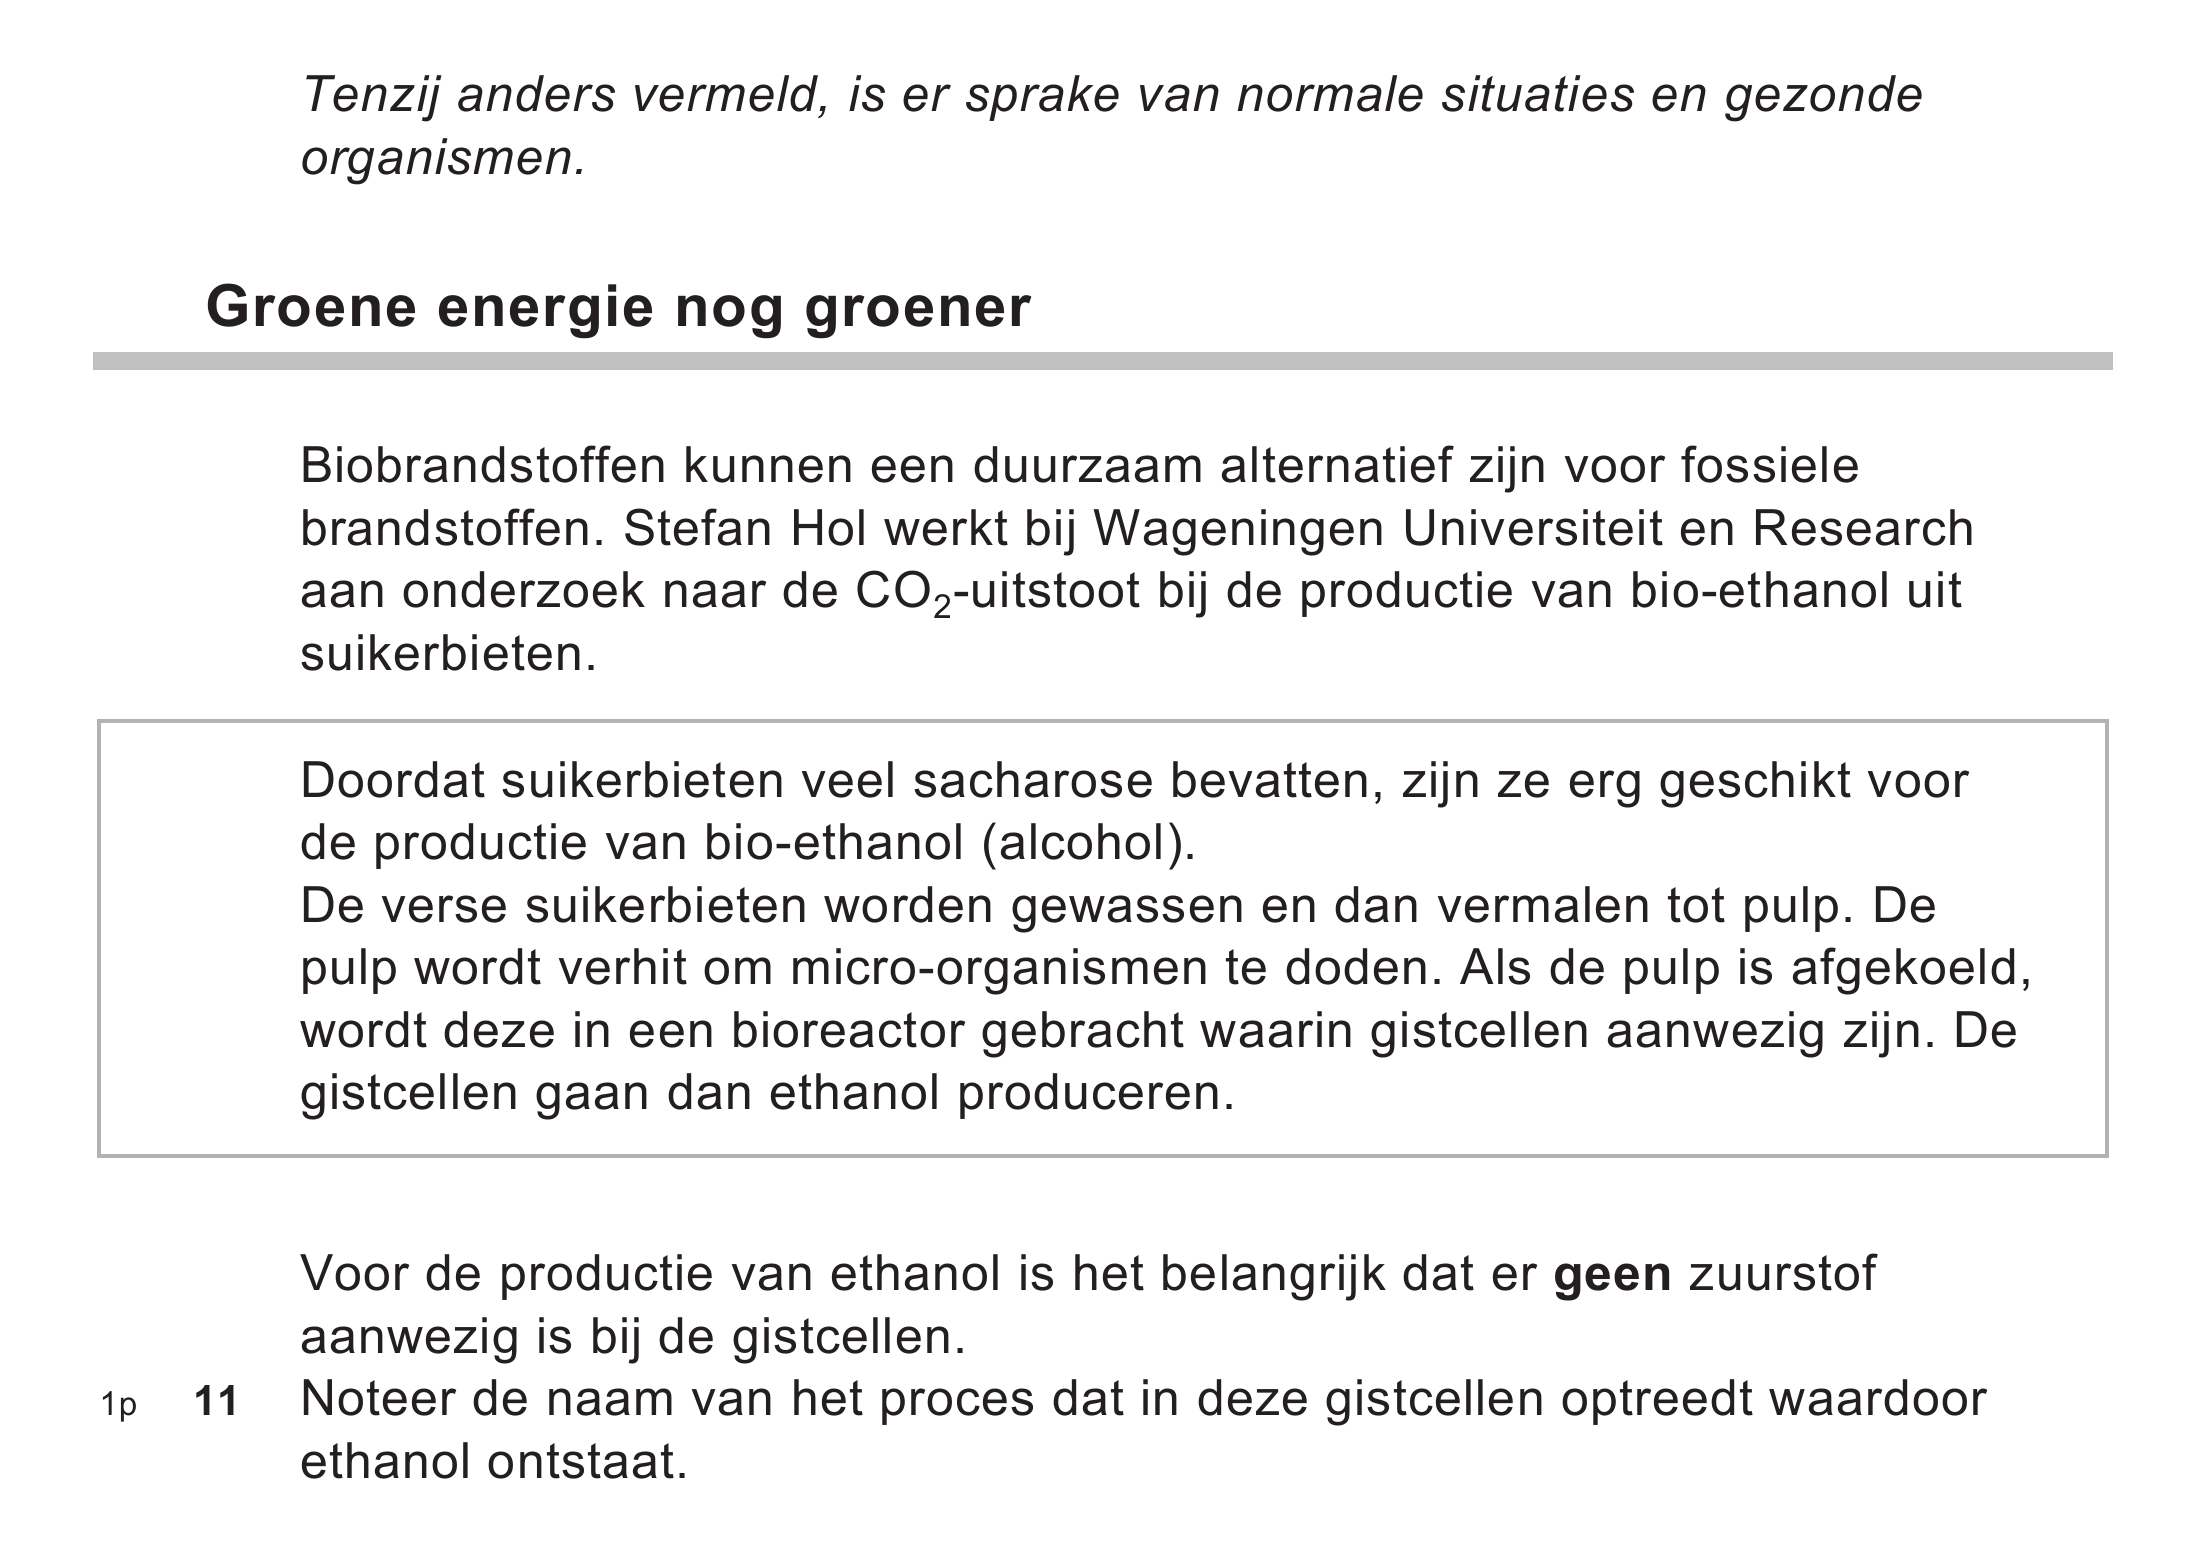 Tenzij anders vermeld, is er sprake van normale situaties en gezonde
organismen.
Groene energie nog groener
Biobrandstoffen kunnen een duurzaam alternatief zijn voor fossiele
brandstoffen. Stefan Hol werkt bij Wageningen Universiteit en Research
aan onderzoek naar de CO₂-uitstoot bij de productie van bio-ethanol uit
suikerbieten.
Doordat suikerbieten veel sacharose bevatten, zijn ze erg geschikt voor
de productie van bio-ethanol (alcohol).
De verse suikerbieten worden gewassen en dan vermalen tot pulp. De
pulp wordt verhit om micro-organismen te doden. Als de pulp is afgekoeld,
wordt deze in een bioreactor gebracht waarin gistcellen aanwezig zijn. De
gistcellen gaan dan ethanol produceren.
Voor de productie van ethanol is het belangrijk dat er geen zuurstof
aanwezig is bij de gistcellen.
1p 11 Noteer de naam van het proces dat in deze gistcellen optreedt waardoor
ethanol ontstaat.